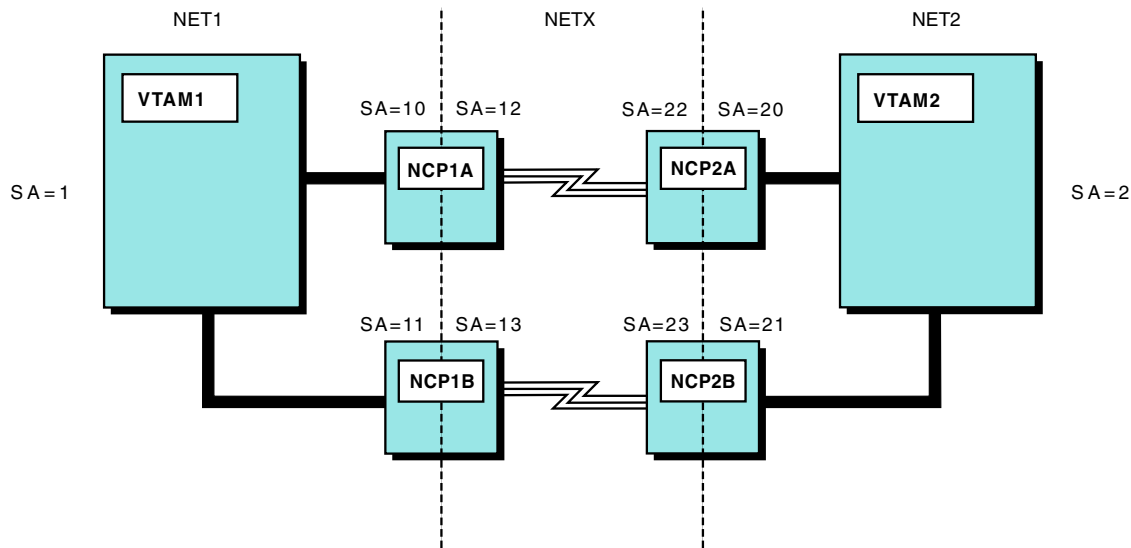 NET1
NETX
NET2
VTAM1
VTAM2
SA=10
SA=12
SA=22
SA=20
NCP1A
NCP2A
SA=1
SA=2
SA=11
SA=13
SA=23
SA=21
NCP1B
NCP2B